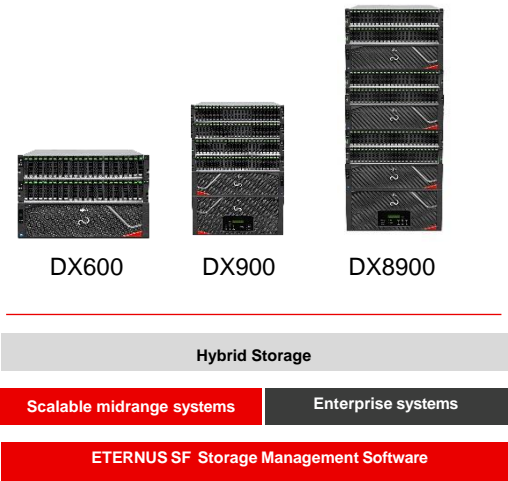 DX600
DX900
DX8900
Hybrid Storage
Scalable midrange systems
Enterprise systems
ETERNUS SF Storage Management Software